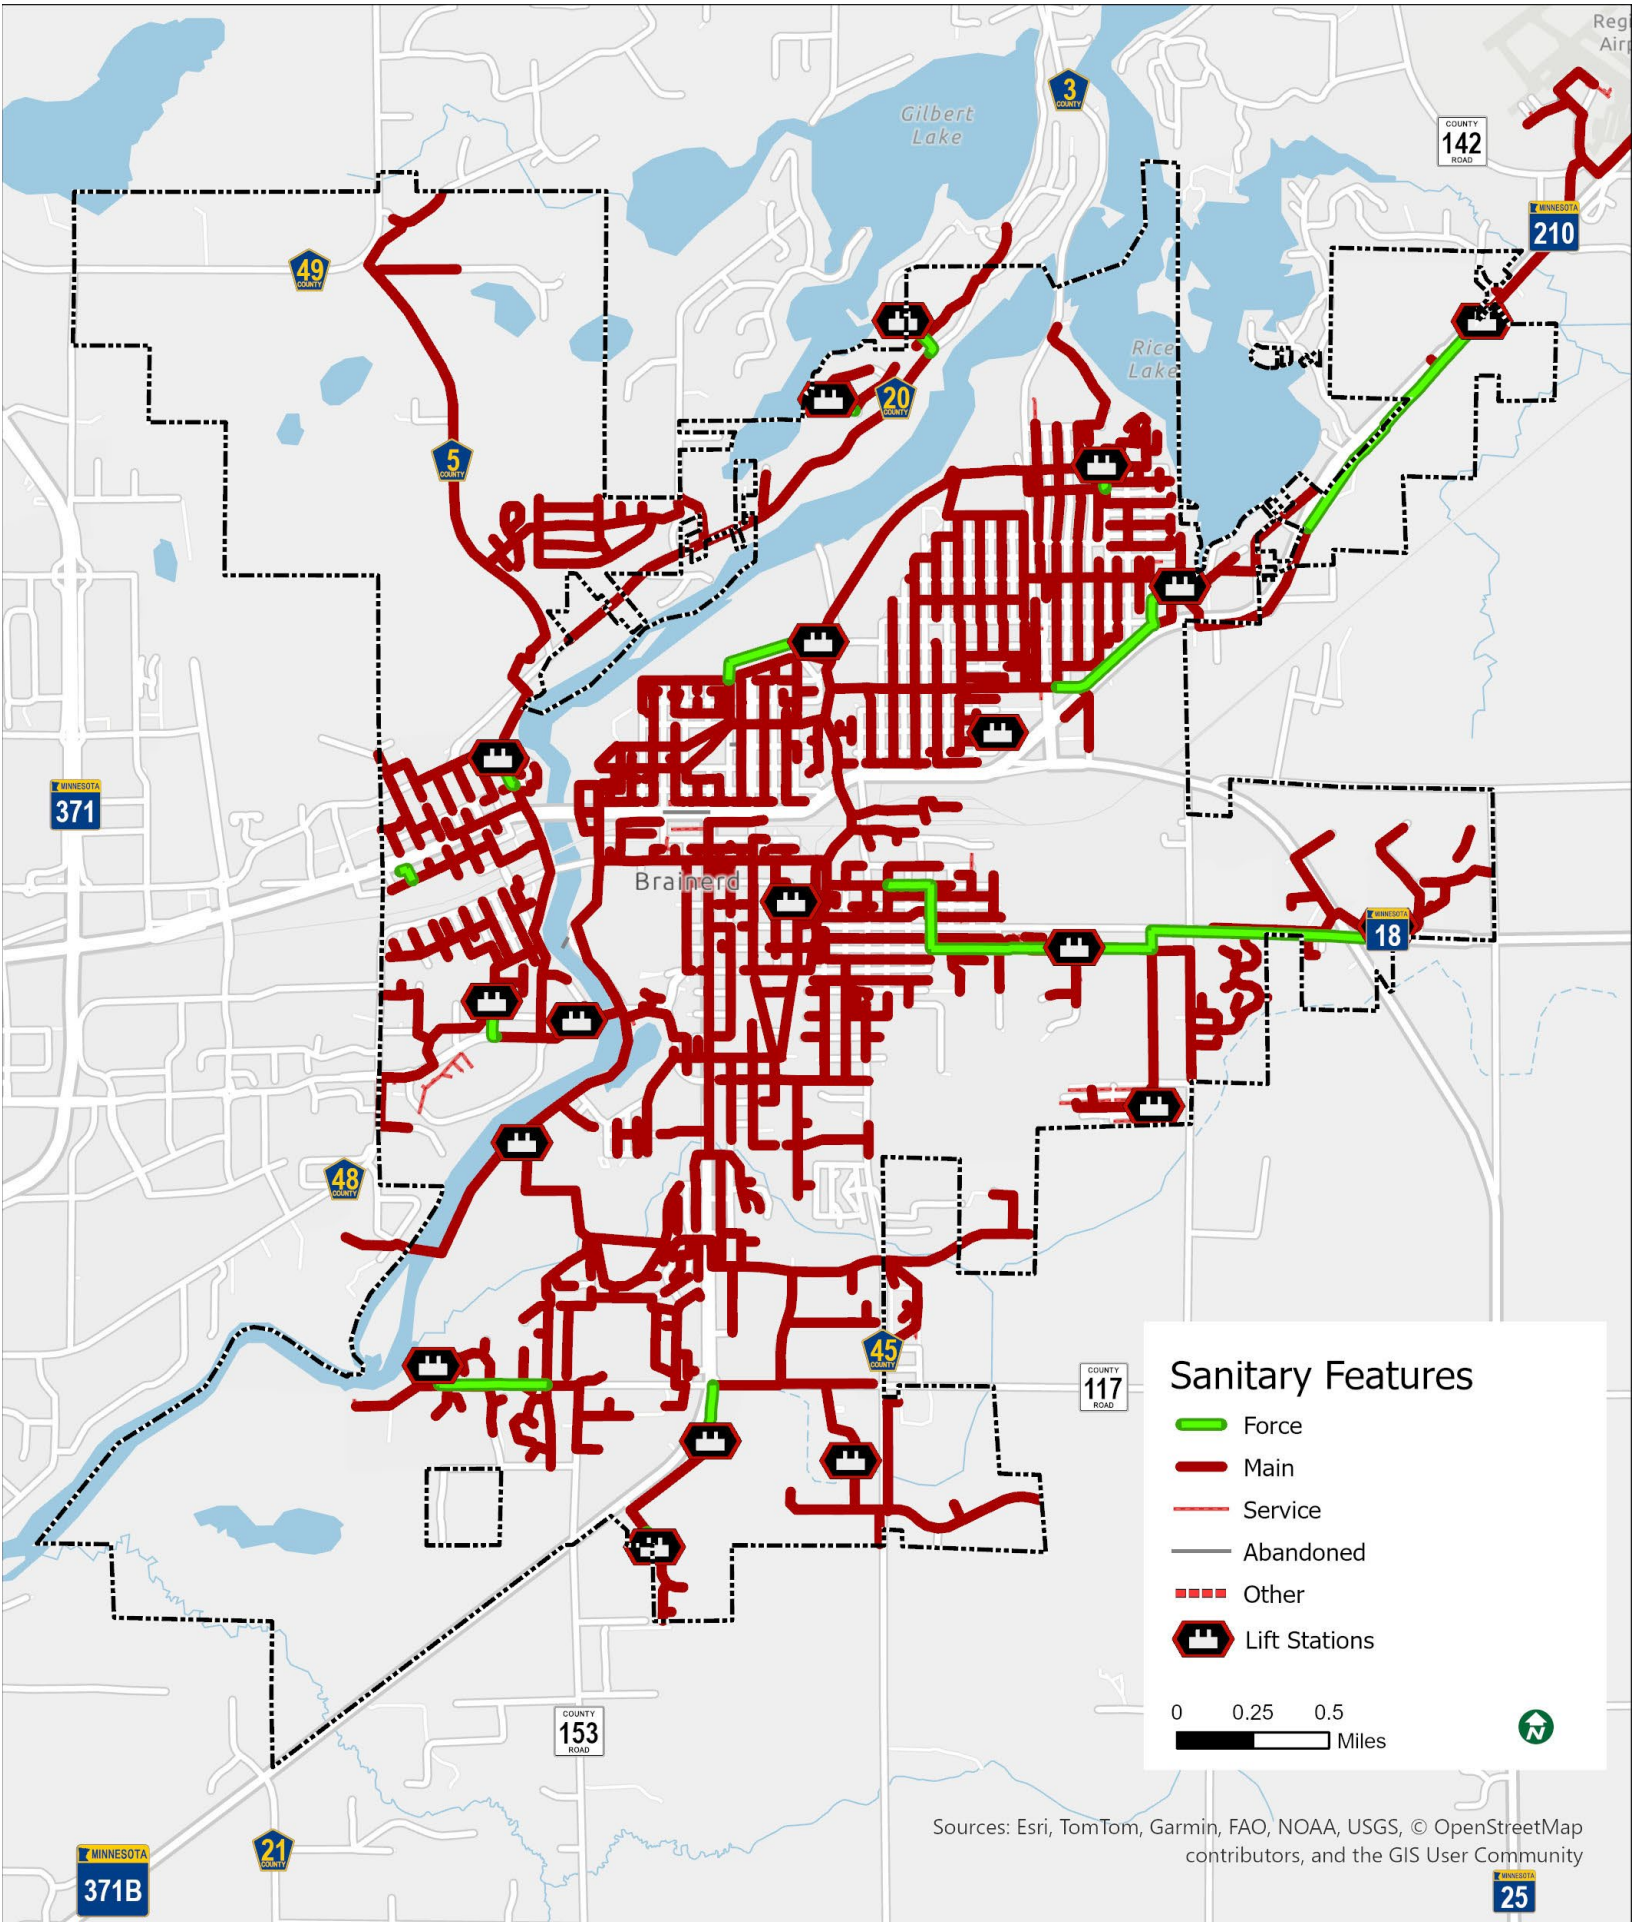 Regi
Airp
3
COUNTY
Gilbert
Lake
COUNTY
142
ROAD
MINNESOTA
210
49
COUNTY
Rice
Lake
20
COUNTY
5
COUNTY
MINNESOTA
371
Brainerd
MINNESOTA
18
48
COUNTY
45
COUNTY
COUNTY
117
ROAD
Sanitary Features
Force
Main
Service
Abandoned
Other
Lift Stations
0 0.25 0.5
Miles
N
COUNTY
153
ROAD
Sources: Esri, TomTom, Garmin, FAO, NOAA, USGS, © OpenStreetMap
contributors, and the GIS User Community
21
COUNTY
MINNESOTA
371B
MINNESOTA
25